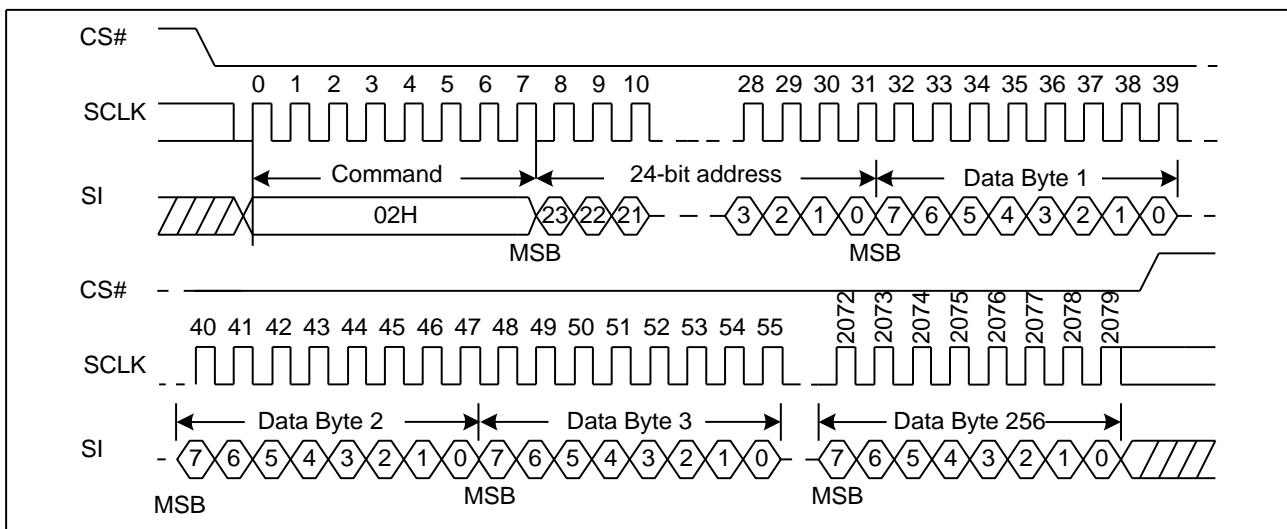 CS#
0 1 2 3 4 5 6 7 8 9 10 28 29 30 31 32 33 34 35 36 37 38 39
SCLK
Command 24-bit address Data Byte 1
SI
02H 23 22 21 3 2 1 0 7 6 5 4 3 2 1 0
MSB MSB
CS#
40 41 42 43 44 45 46 47 48 49 50 51 52 53 54 55 2072 2073 2074 2075 2076 2077 2078 2079
SCLK
Data Byte 2 Data Byte 3 Data Byte 256
SI
7 6 5 4 3 2 1 0 7 6 5 4 3 2 1 0 7 6 5 4 3 2 1 0
MSB MSB MSB